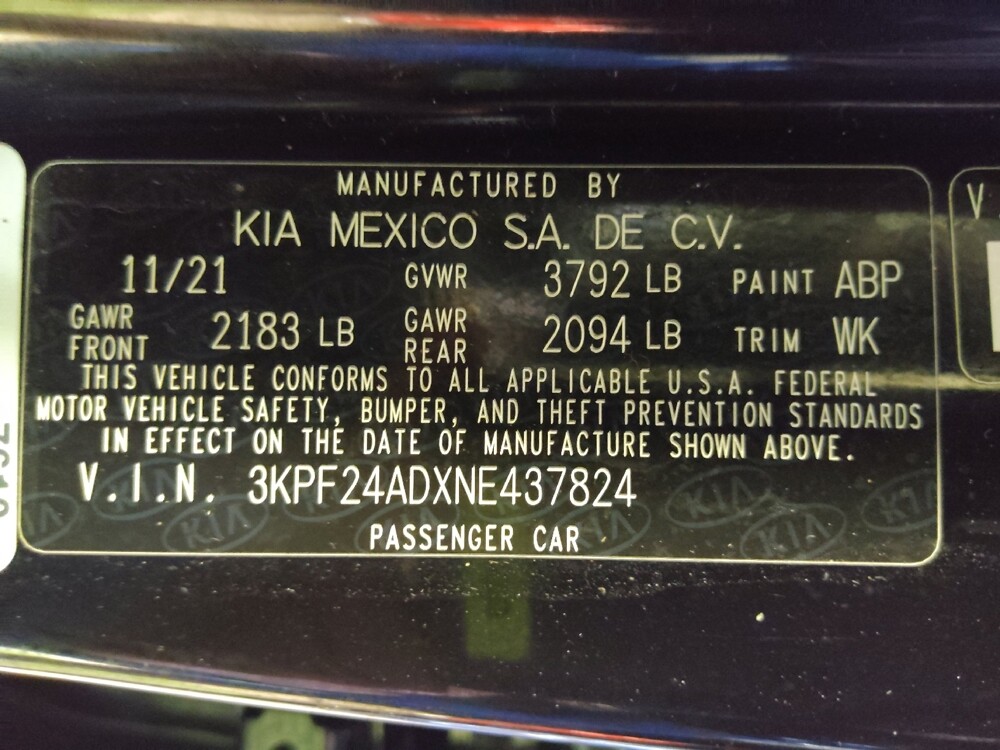 MANUFACTURED BY
KIA MEXICO S.A. DE C.V.
11/21 GVWR 3792 LB PAINT ABP
GAWR FRONT 2183 LB GAWR REAR 2094 LB TRIM WK
THIS VEHICLE CONFORMS TO ALL APPLICABLE U.S.A. FEDERAL
MOTOR VEHICLE SAFETY, BUMPER, AND THEFT PREVENTION STANDARDS
IN EFFECT ON THE DATE OF MANUFACTURE SHOWN ABOVE.
V.I.N. 3KPF24ADXNE437824
PASSENGER CAR
V